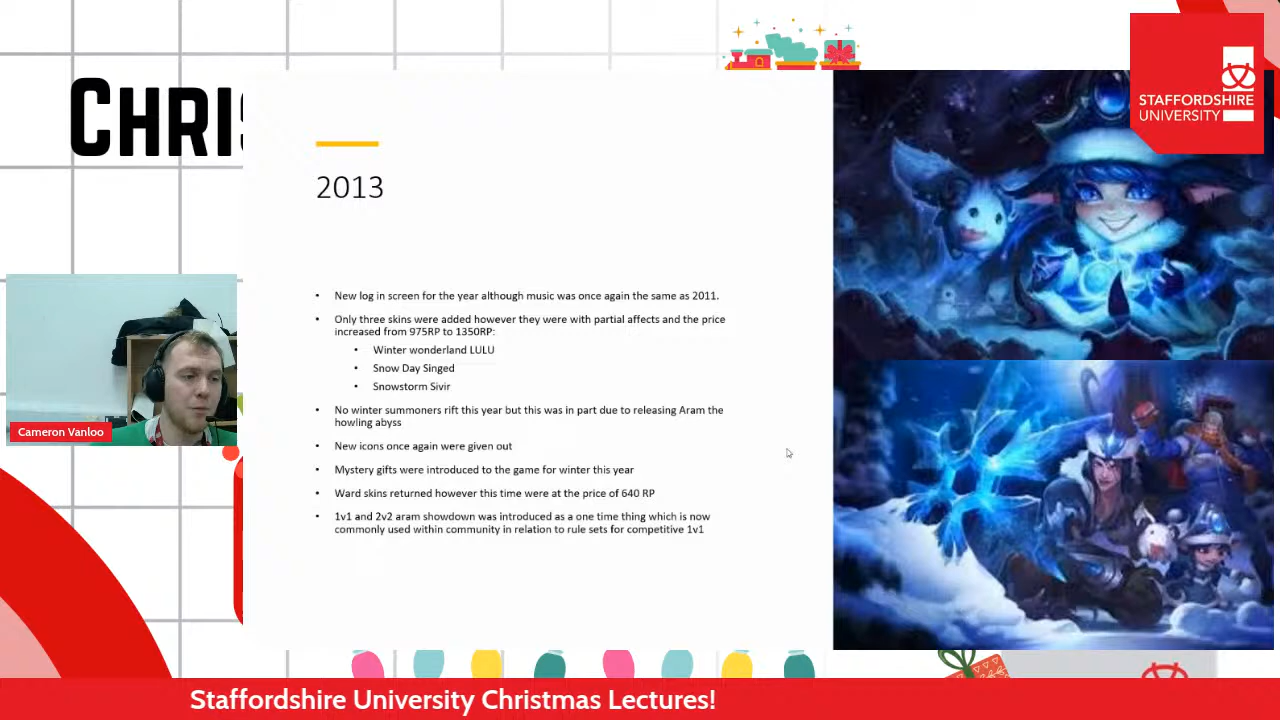 CHRIS
STAFFORDSHIRE
UNIVERSITY
2013
• New log in screen for the year although music was once again the same as 2011.
• Only three skins were added however they were with partial affects and the price
increased from 975RP to 1350RP:
• Winter wonderland LULU
• Snow Day Singed
• Snowstorm Sivir
• No winter summoners rift this year but this was in part due to releasing Aram the
howling abyss
• New icons once again were given out
• Mystery gifts were introduced to the game for winter this year
• Ward skins returned however this time were at the price of 640 RP
• 1v1 and 2v2 aram showdown was introduced as a one time thing which is now
commonly used within community in relation to rule sets for competitive 1v1
Cameron Vanloo
Staffordshire University Christmas Lectures!